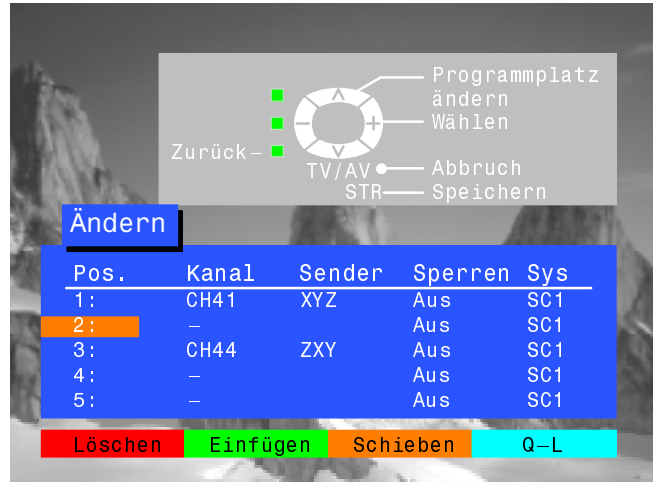 Programmplatz
ändern
Wählen
Zurück–
TV/AV Abbruch
STR Speichern
Ändern
Pos. Kanal Sender Sperren Sys
1: CH41 XYZ Aus SC1
2: – Aus SC1
3: CH44 ZXY Aus SC1
4: – Aus SC1
5: – Aus SC1
Löschen Einfügen Schieben Q–L